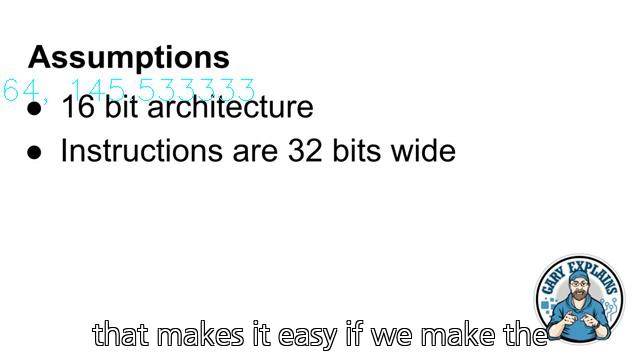 Assumptions
64, 145.533333
● 16 bit architecture
● Instructions are 32 bits wide
GARY EXPLAINS
that makes it easy if we make the